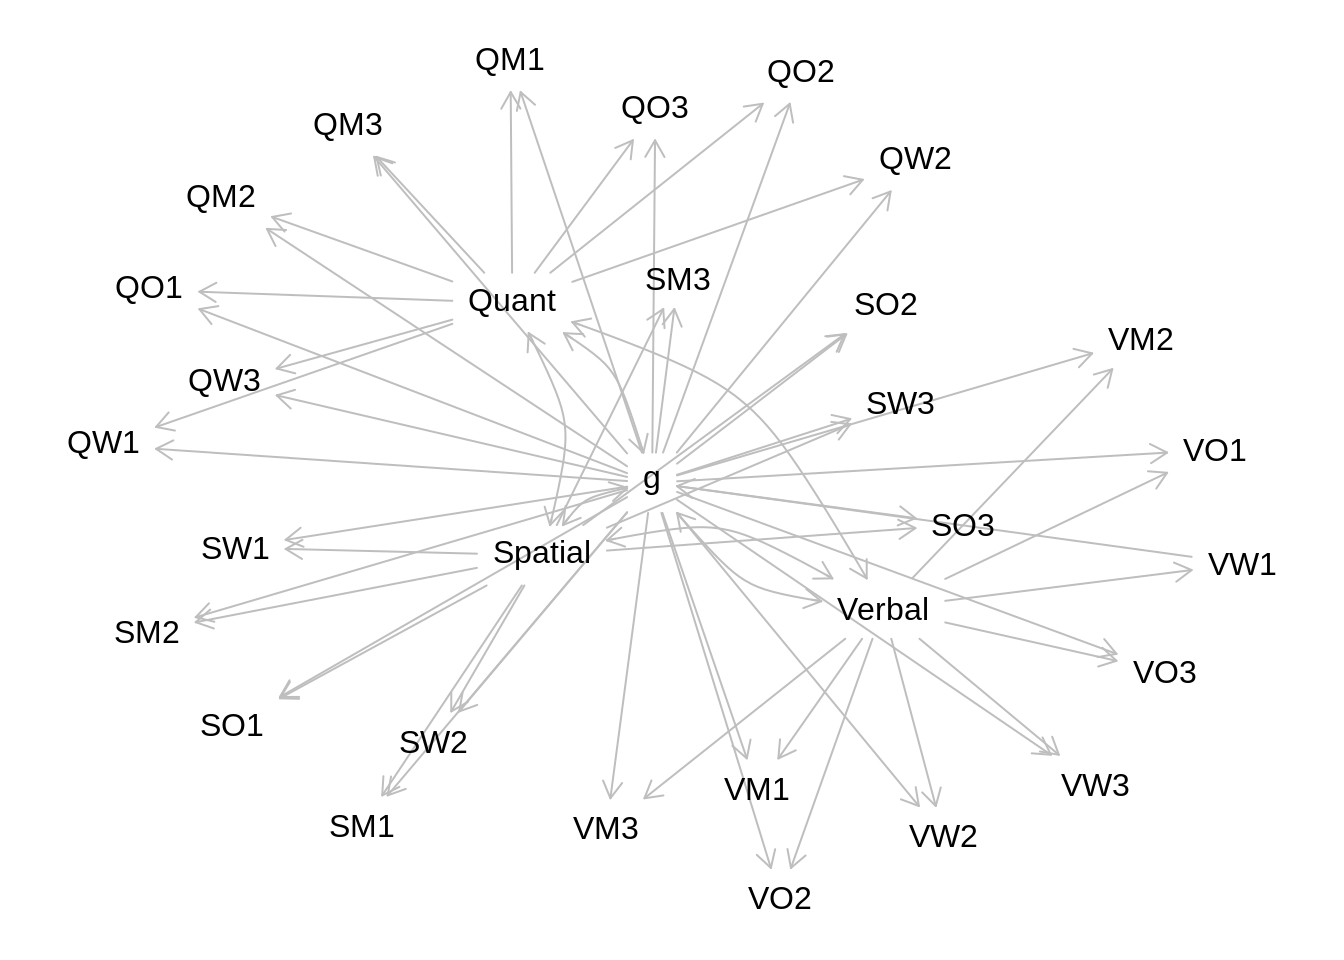 QM1
QO2
QO3
QM3
QW2
QM2
SM3
QO1
Quant
SO2
VM2
QW3
SW3
QW1
VO1
g
SO3
SW1
Spatial
VW1
Verbal
SM2
VO3
SO1
SW2
VW3
VM1
SM1
VM3
VW2
VO2